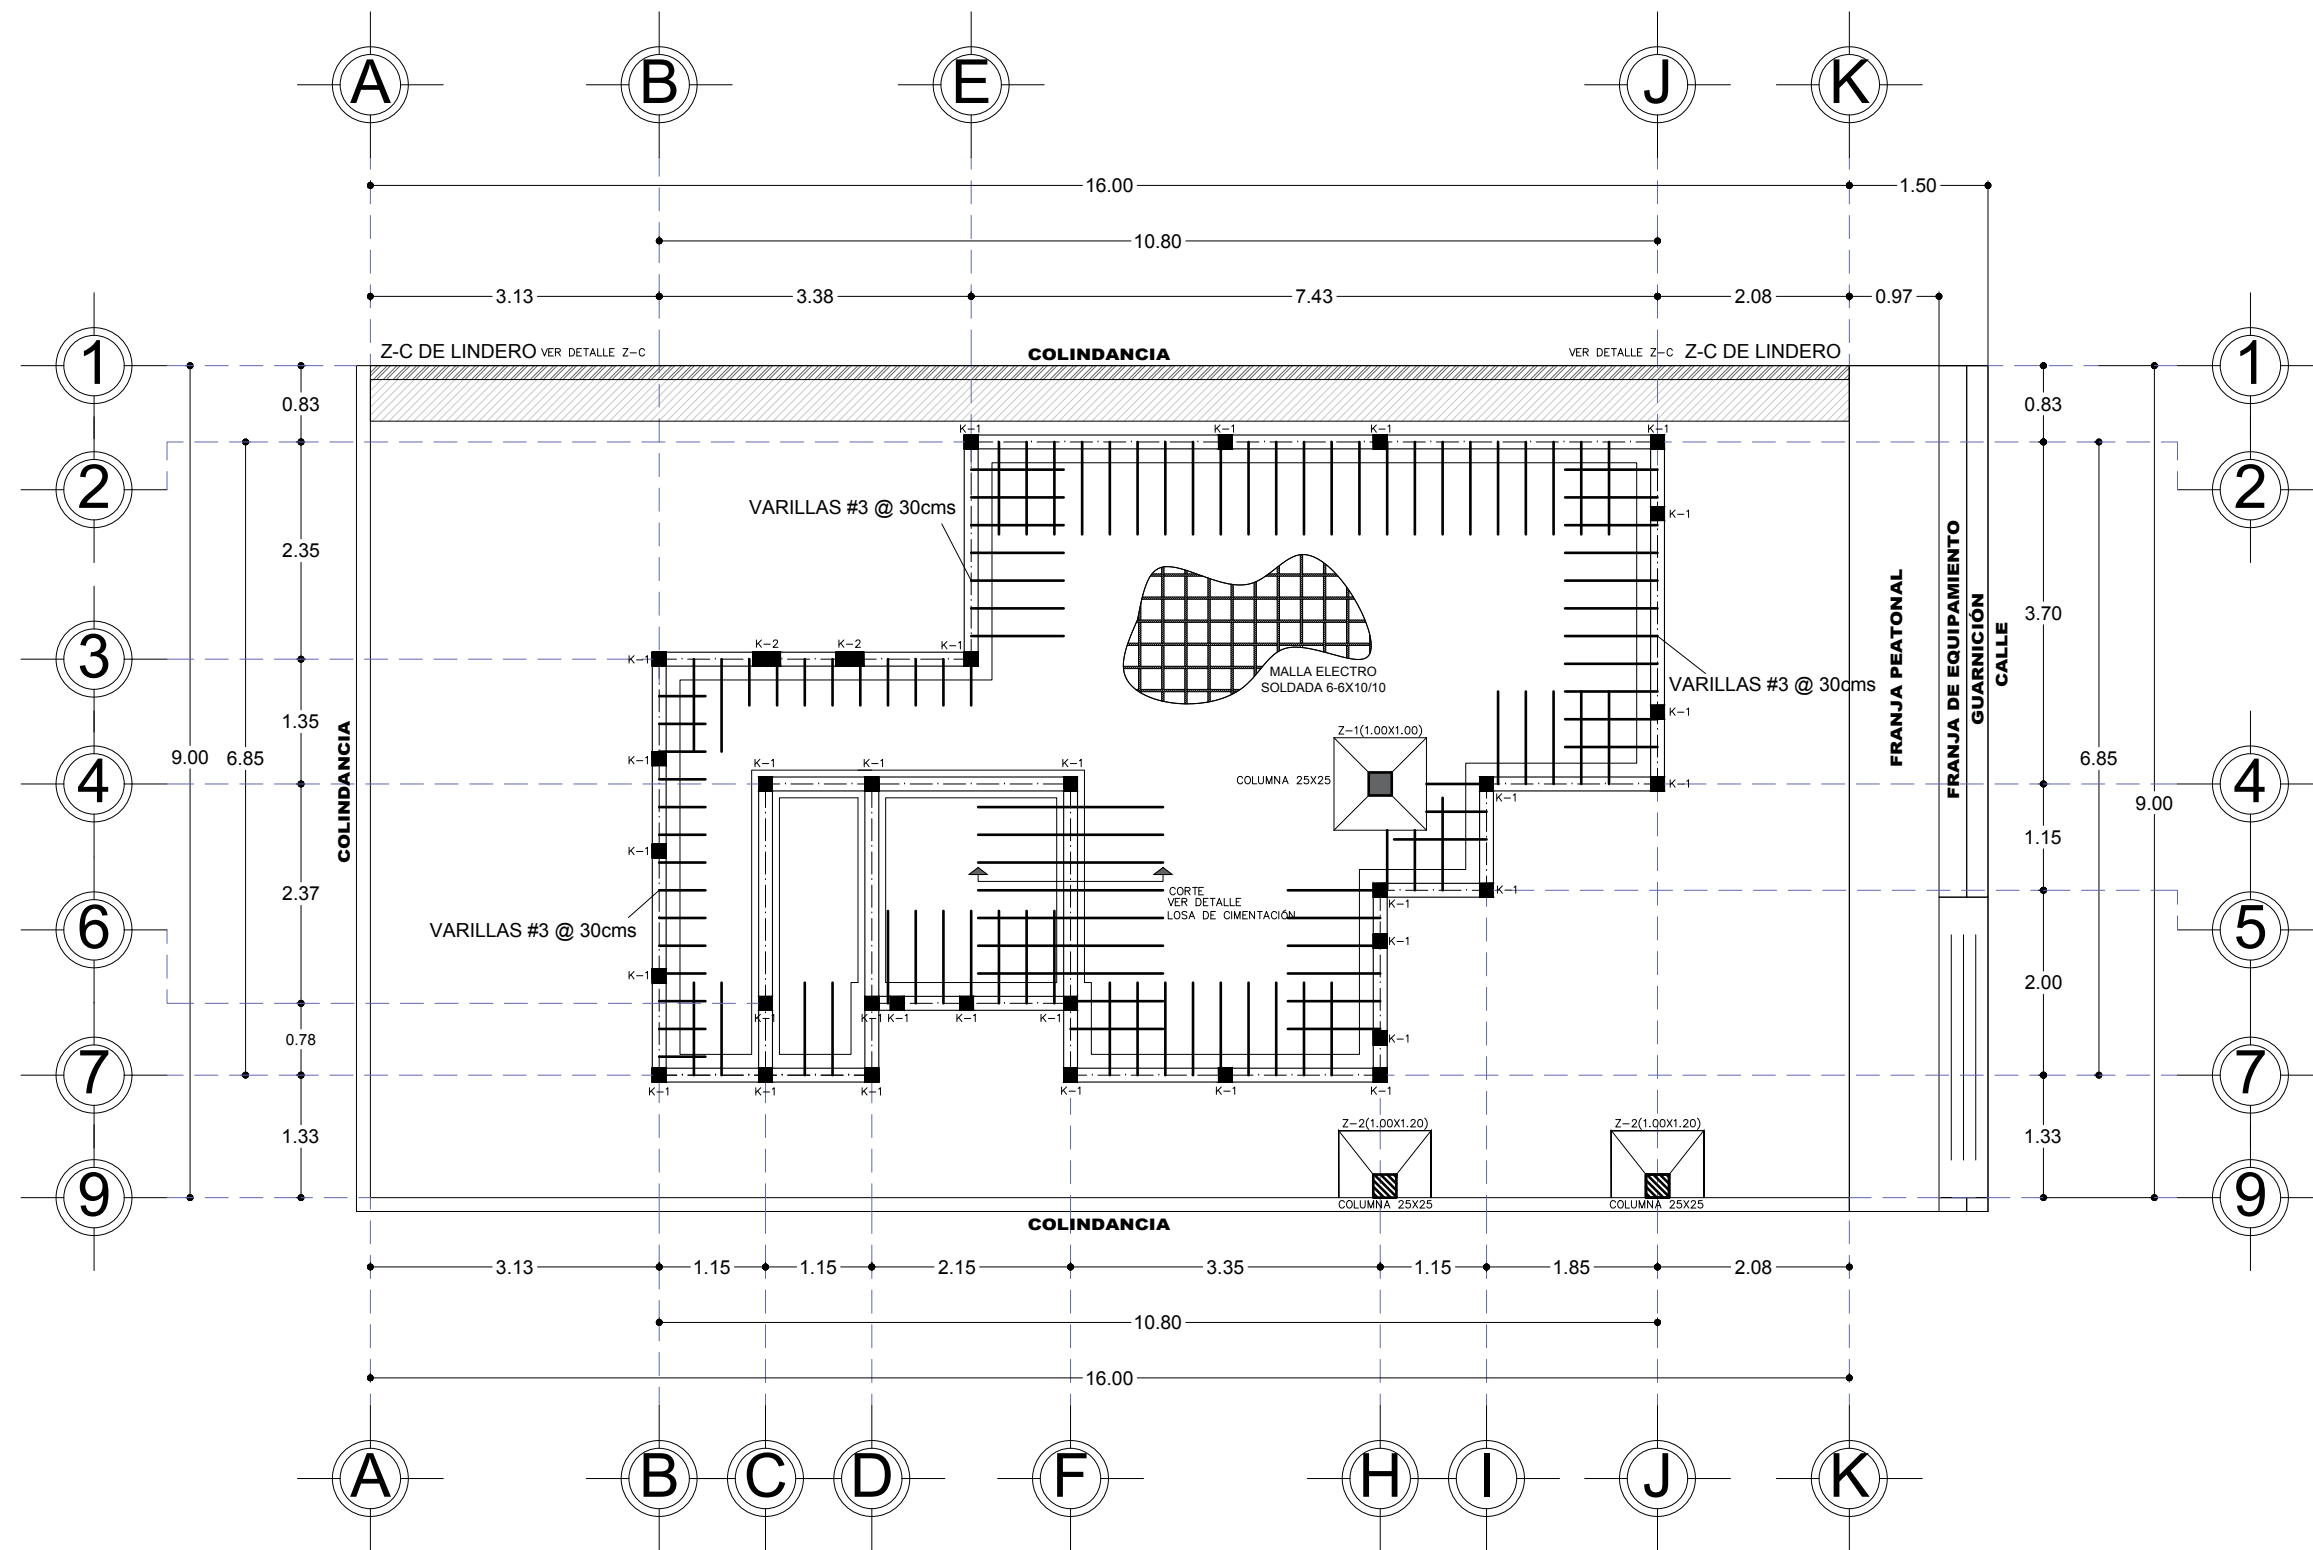 A B E J K
16.00 1.50
10.80
3.13 3.38 7.43 2.08 0.97
Z-C DE LINDERO VER DETALLE Z-C COLINDANCIA VER DETALLE Z-C Z-C DE LINDERO
1 1
0.83 0.83
K-1 K-1 K-1 K-1
2 2
VARILLAS #3 @ 30cms
K-1
2.35
3.70
MALLA ELECTRO
SOLDADA 6-6X10/10
K-2 K-2 K-1
3
K-1
VARILLAS #3 @ 30cms
K-1
1.35
Z-1(1.00X1.00)
9.00 6.85
6.85
K-1
K-1 K-1 K-1
COLUMNA 25X25
4 4
K-1
K-1
9.00
COLINDANCIA
FRANJA PEATONAL
FRANJA DE EQUIPAMIENTO
GUARNICIÓN
CALLE
1.15
K-1
2.37
CORTE
VER DETALLE
LOSA DE CIMENTACIÓN
K-1
K-1
6 5
VARILLAS #3 @ 30cms
K-1
K-1
2.00
K-1 K-1 K-1 K-1 K-1
0.78
K-1
7 7
K-1 K-1 K-1 K-1 K-1 K-1
1.33 1.33
Z-2(1.00X1.20) Z-2(1.00X1.20)
9 9
COLUMNA 25X25 COLUMNA 25X25
COLINDANCIA
3.13 1.15 1.15 2.15 3.35 1.15 1.85 2.08
10.80
16.00
A B C D F H I J K